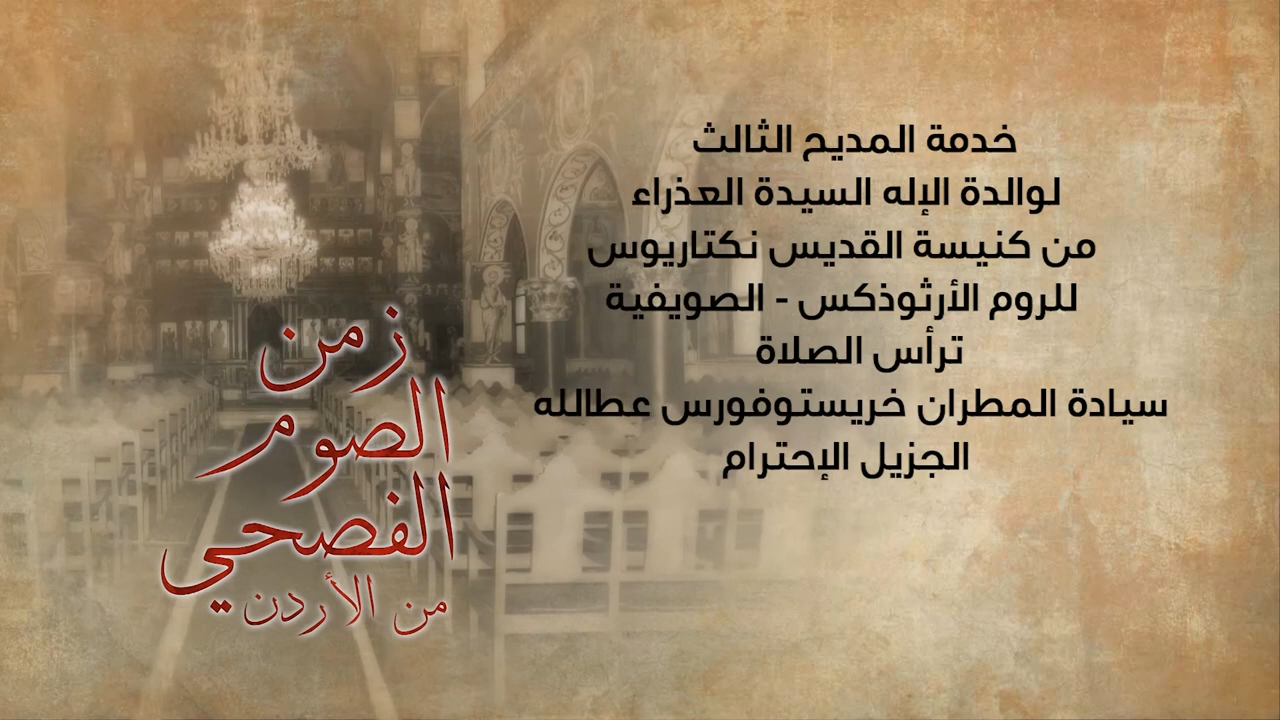 خدمة المديح الثالث
لوالدة الإله السيدة العذراء
من كنيسة القديس نكتاريوس
للروم الأرثوذكس - الصويفية
ترأس الصلاة
سيادة المطران خريستوفورس عطالله
الجزيل الإحترام
زمن
الصوم
الفصحي
من الأردن